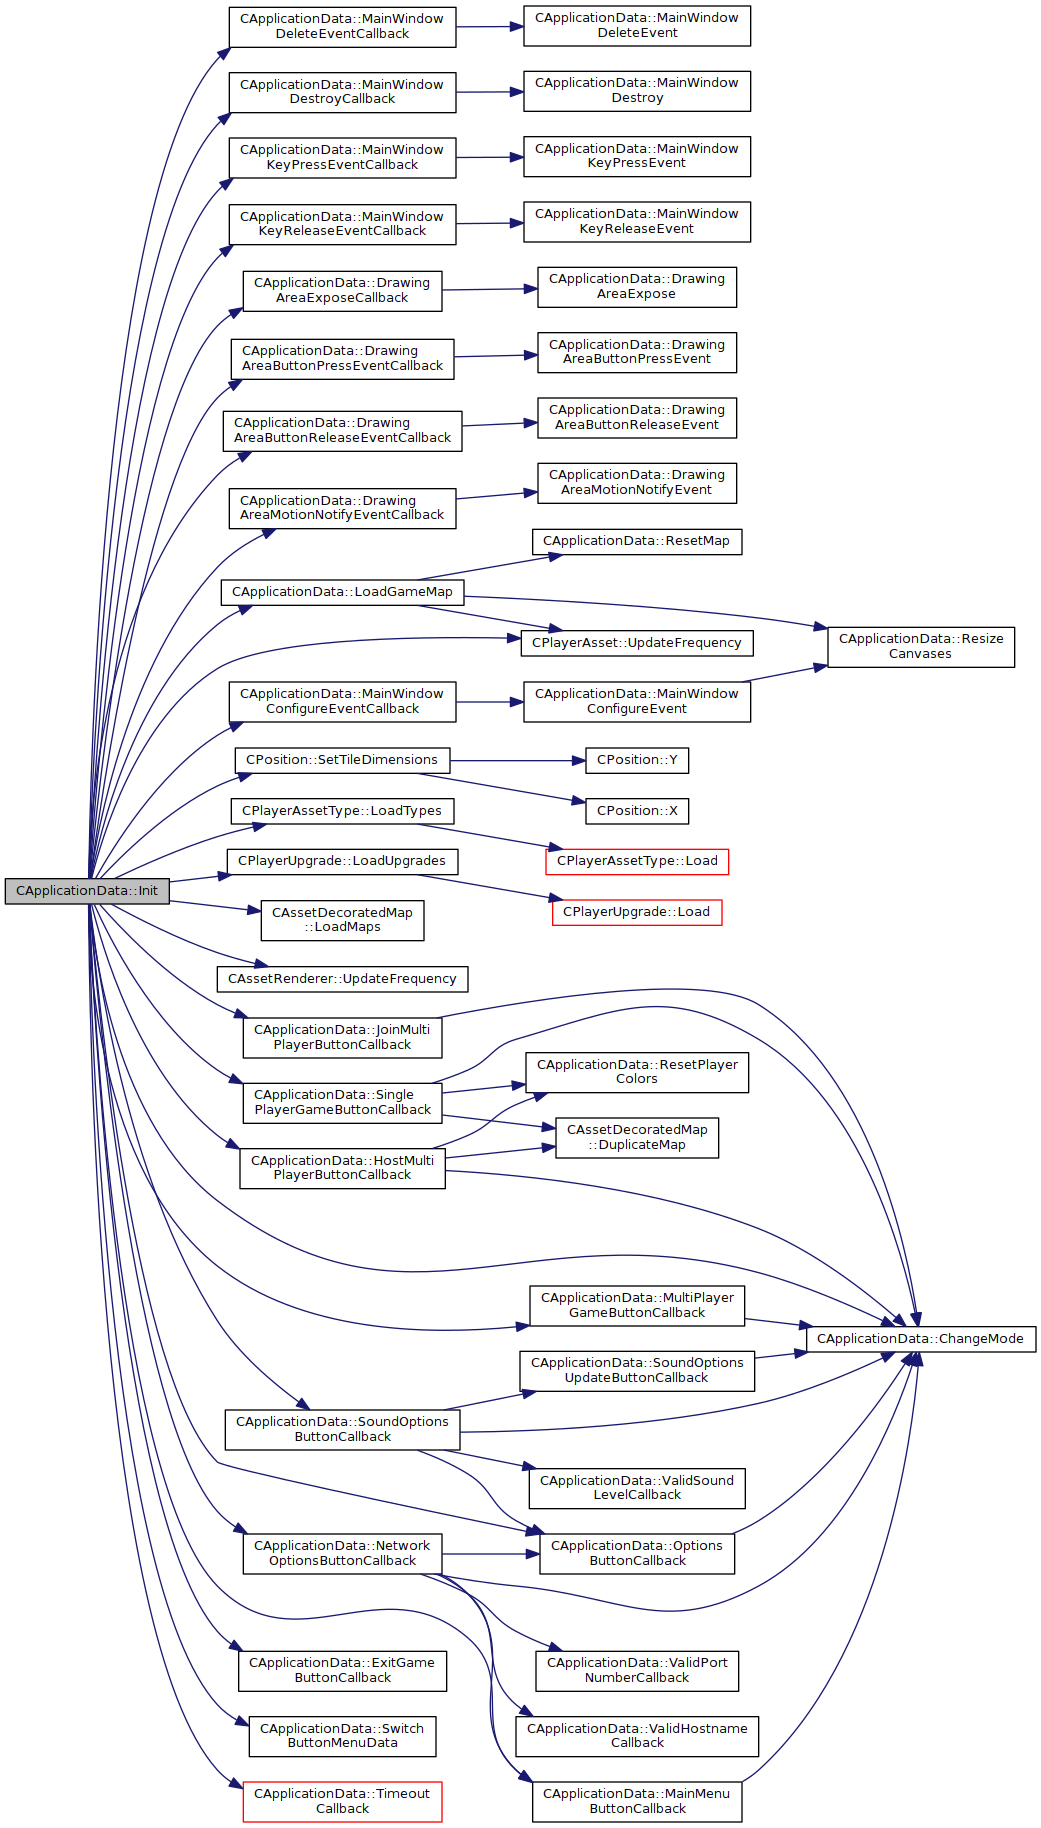 CApplicationData::MainWindow
DeleteEventCallback
CApplicationData::MainWindow
DeleteEvent
CApplicationData::MainWindow
DestroyCallback
CApplicationData::MainWindow
Destroy
CApplicationData::MainWindow
KeyPressEventCallback
CApplicationData::MainWindow
KeyPressEvent
CApplicationData::MainWindow
KeyReleaseEventCallback
CApplicationData::MainWindow
KeyReleaseEvent
CApplicationData::Drawing
AreaExposeCallback
CApplicationData::Drawing
AreaExpose
CApplicationData::Drawing
AreaButtonPressEventCallback
CApplicationData::Drawing
AreaButtonPressEvent
CApplicationData::Drawing
AreaButtonReleaseEventCallback
CApplicationData::Drawing
AreaButtonReleaseEvent
CApplicationData::Drawing
AreaMotionNotifyEventCallback
CApplicationData::Drawing
AreaMotionNotifyEvent
CApplicationData::ResetMap
CApplicationData::LoadGameMap
CPlayerAsset::UpdateFrequency
CApplicationData::Resize
Canvases
CApplicationData::MainWindow
ConfigureEventCallback
CApplicationData::MainWindow
ConfigureEvent
CPosition::SetTileDimensions
CPosition::Y
CPosition::X
CPlayerAssetType::LoadTypes
CPlayerAssetType::Load
CPlayerUpgrade::LoadUpgrades
CPlayerUpgrade::Load
CApplicationData::Init
CAssetDecoratedMap
::LoadMaps
CAssetRenderer::UpdateFrequency
CApplicationData::JoinMulti
PlayerButtonCallback
CApplicationData::Single
PlayerGameButtonCallback
CApplicationData::ResetPlayer
Colors
CAssetDecoratedMap
::DuplicateMap
CApplicationData::HostMulti
PlayerButtonCallback
CApplicationData::MultiPlayer
GameButtonCallback
CApplicationData::ChangeMode
CApplicationData::SoundOptions
UpdateButtonCallback
CApplicationData::SoundOptions
ButtonCallback
CApplicationData::ValidSound
LevelCallback
CApplicationData::Network
OptionsButtonCallback
CApplicationData::Options
ButtonCallback
CApplicationData::ExitGame
ButtonCallback
CApplicationData::ValidPort
NumberCallback
CApplicationData::Switch
ButtonMenuData
CApplicationData::ValidHostname
Callback
CApplicationData::Timeout
Callback
CApplicationData::MainMenu
ButtonCallback